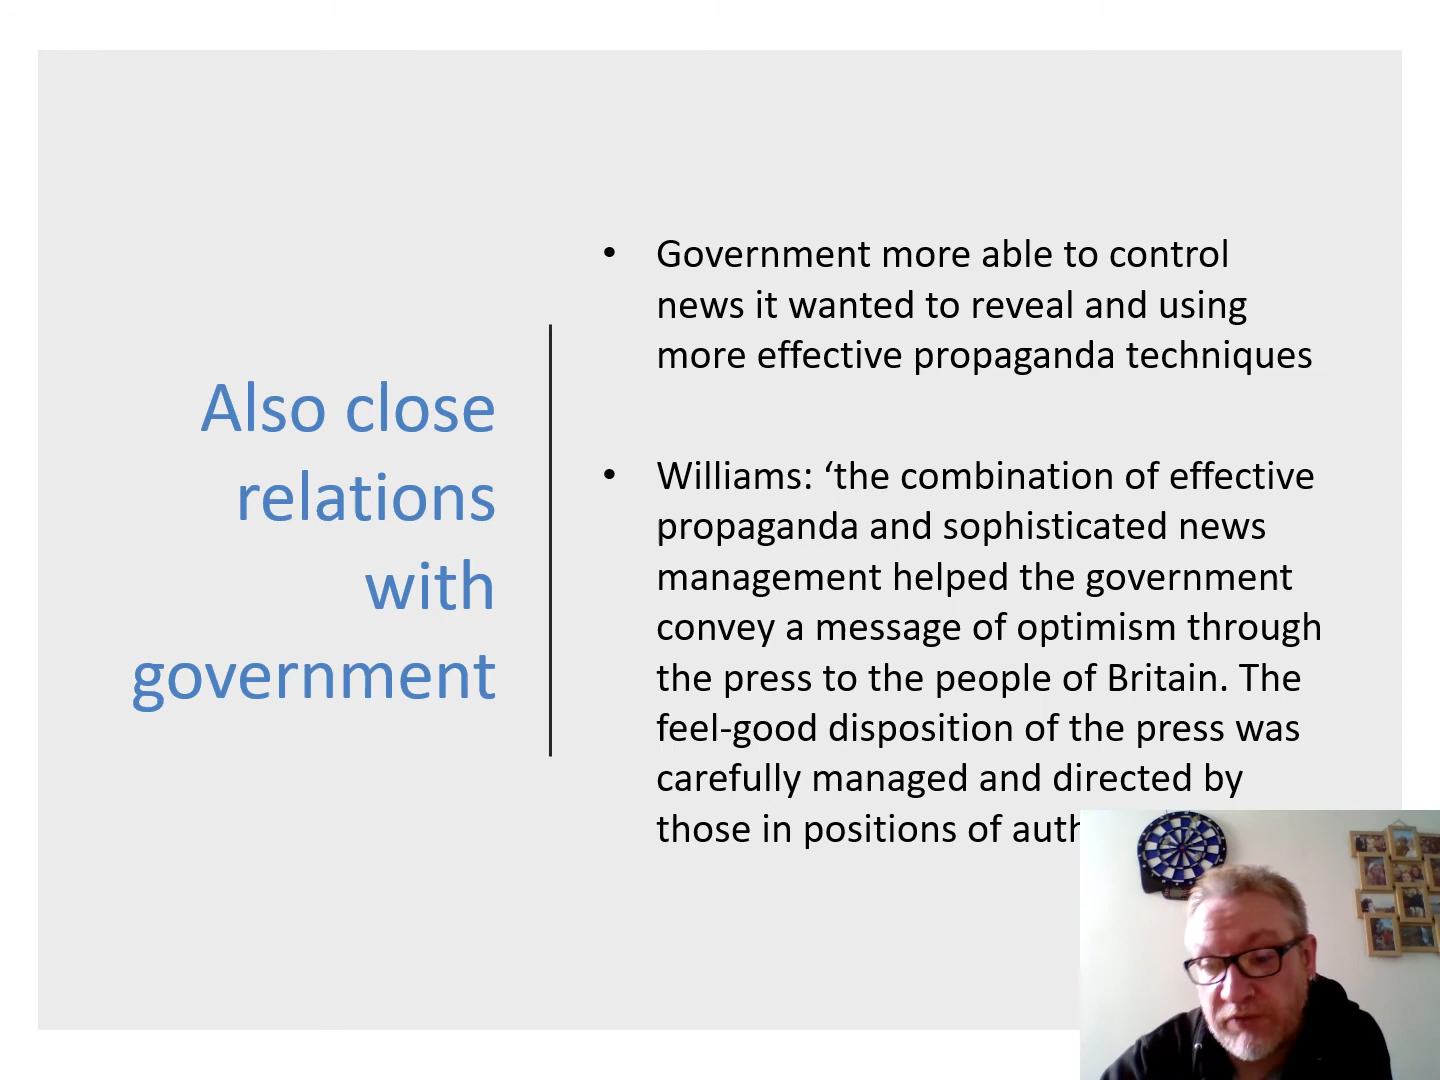 Also close
relations
with
government
• Government more able to control
news it wanted to reveal and using
more effective propaganda techniques
• Williams: ‘the combination of effective
propaganda and sophisticated news
management helped the government
convey a message of optimism through
the press to the people of Britain. The
feel-good disposition of the press was
carefully managed and directed by
those in positions of